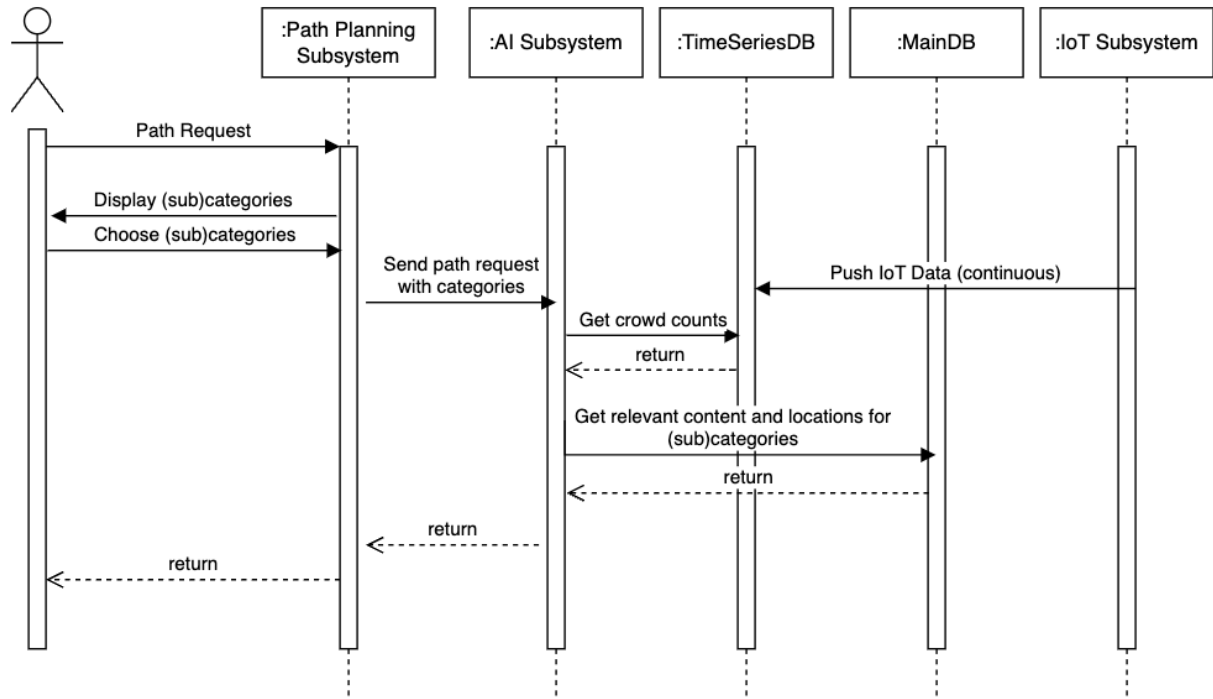 :Path Planning
Subsystem
:AI Subsystem
:TimeSeriesDB
:MainDB
:IoT Subsystem
Path Request
Display (sub)categories
Choose (sub)categories
Send path request
with categories
Push IoT Data (continuous)
Get crowd counts
return
Get relevant content and locations for
(sub)categories
return
return
return